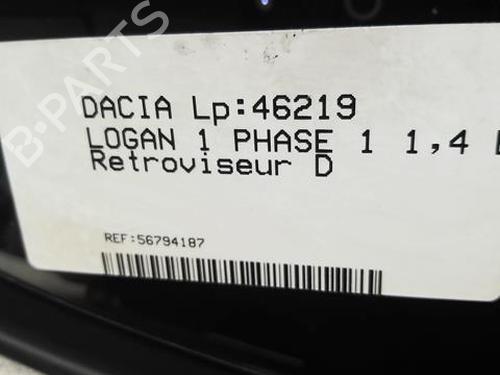 B-PARTS
DACIA Lp:46219
LOGAN 1 PHASE 1 1,4
Retroviseur D
REF:56794187